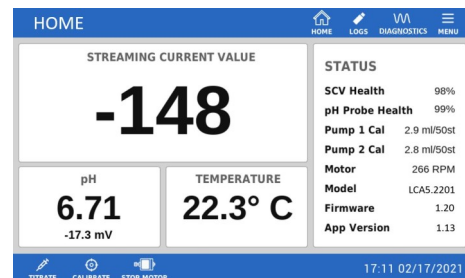 HOME
HOME LOGS DIAGNOSTICS MENU
STREAMING CURRENT VALUE
-148
pH
6.71
-17.3 mV
TEMPERATURE
22.3° C
STATUS
SCV Health 98%
pH Probe Health 99%
Pump 1 Cal 2.9 ml/50st
Pump 2 Cal 2.8 ml/50st
Motor 266 RPM
Model LCA5.2201
Firmware 1.20
App Version 1.13
TITRATE CALIBRATE STOP MOTOR
17:11 02/17/2021